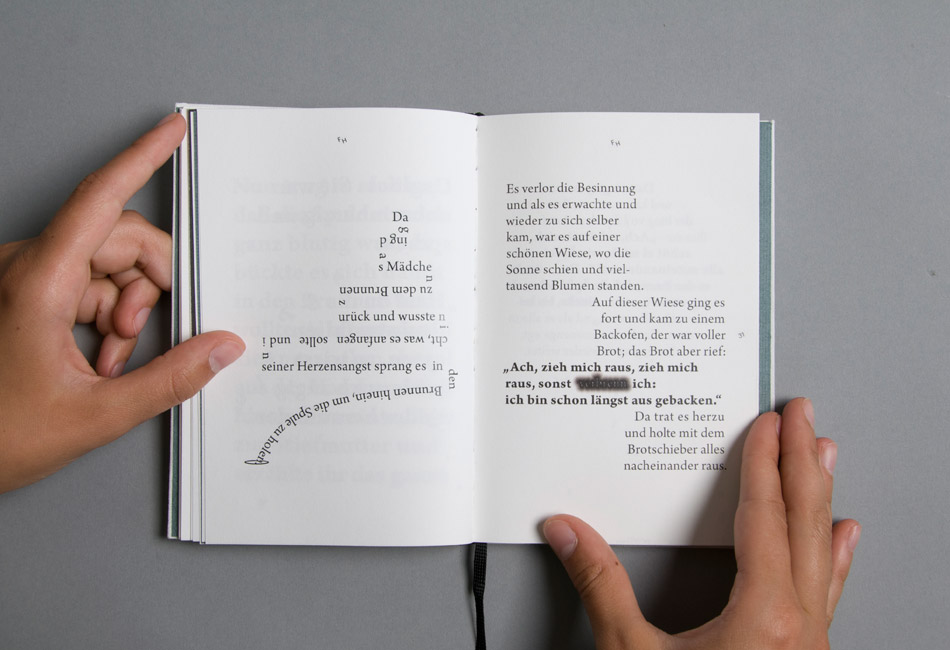 FH
Da
g
ing d
a
s Mädche
n
zu dem Brunnen
z
urück und wusste n
i
cht, was es anfangen sollte und i
n
seiner Herzensangst sprang es in
den
Brunnen hinein, um die Spule zu holen
FH
Es verlor die Besinnung
und als es erwachte und
wieder zu sich selber
kam, war es auf einer
schönen Wiese, wo die
Sonne schien und viel-
tausend Blumen standen.
Auf dieser Wiese ging es
fort und kam zu einem
Backofen, der war voller
Brot; das Brot aber rief:
„Ach, zieh mich raus, zieh mich
raus, sonst ich:
ich bin schon längst aus gebacken.“
Da trat es herzu
und holte mit dem
Brotschieber alles
nacheinander raus.